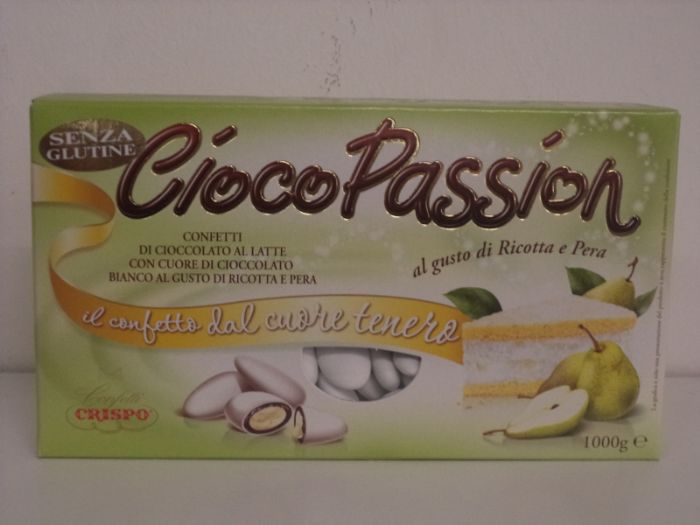 SENZA
GLUTINE
CiocoPassion
CONFETTI
DI CIOCCOLATO AL LATTE
CON CUORE DI CIOCCOLATO
BIANCO AL GUSTO DI RICOTTA E PERA
al gusto di Ricotta e Pera
il confetto dal cuore tenero
Confetti
CRISPO
1000g ℮